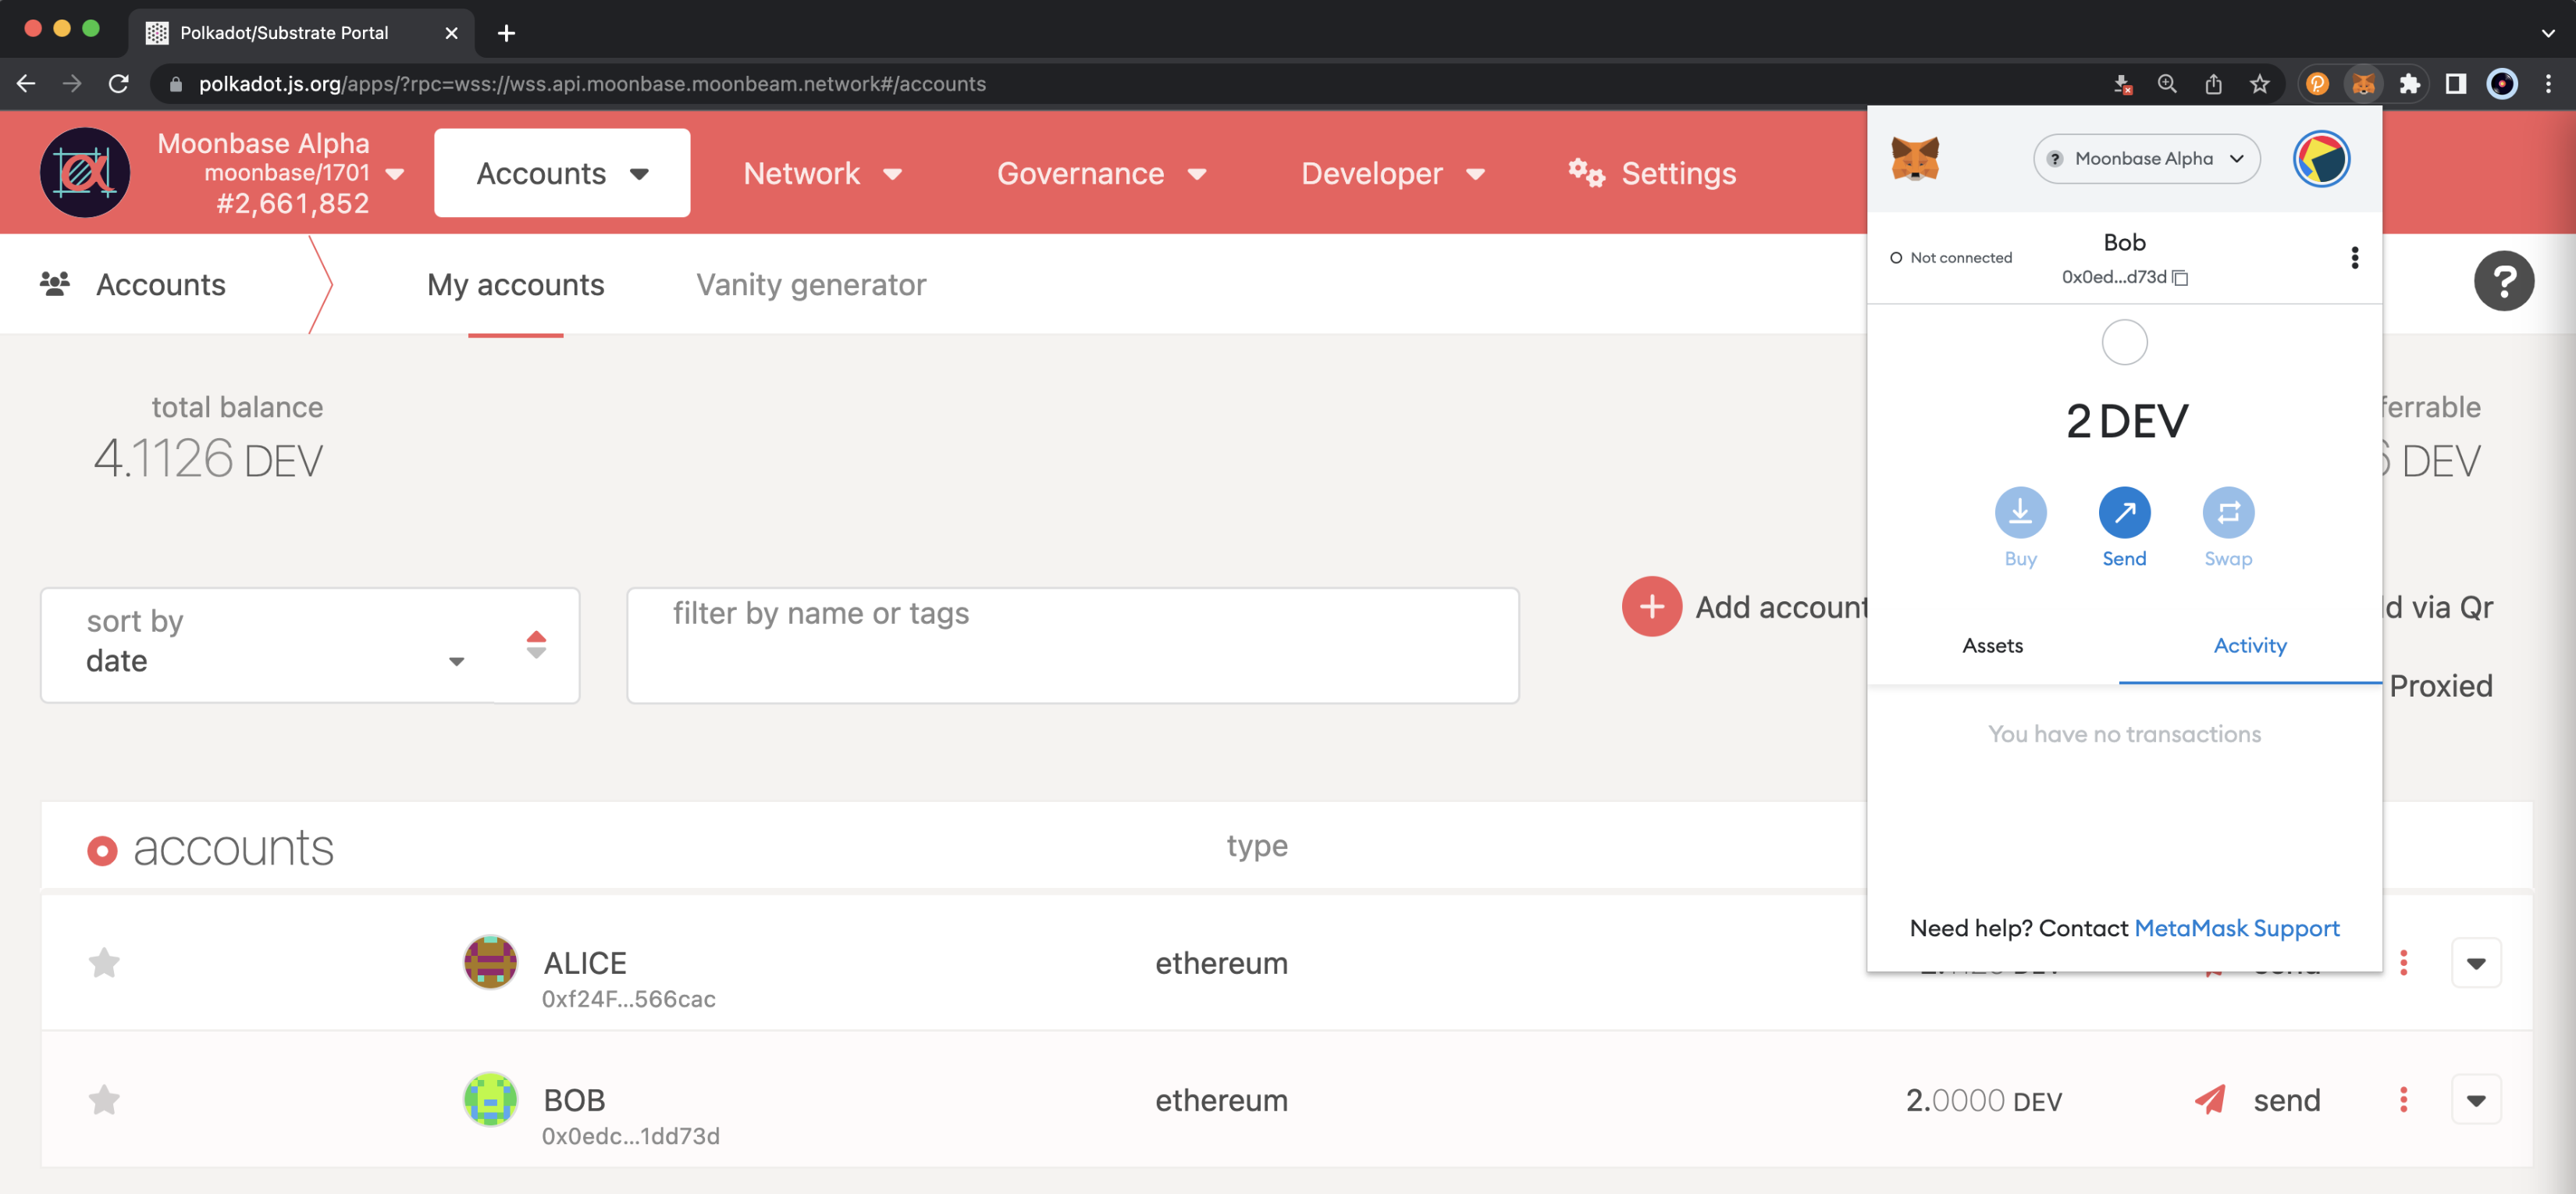 Polkadot/Substrate Portal
polkadot.js.org/apps/?rpc=wss://wss.api.moonbase.moonbeam.network#/accounts
Moonbase Alpha
moonbase/1701
#2,661,852
Accounts
Network
Governance
Developer
Settings
Accounts
My accounts
Vanity generator
total balance
4.1126 DEV
ferrable
DEV
sort by
date
filter by name or tags
Add account
via Qr
Proxied
accounts
type
ALICE
0xf24F...566cac
ethereum
BOB
0x0edc...1dd73d
ethereum
2.0000 DEV
send
Moonbase Alpha
Not connected
Bob
0x0ed...d73d
2 DEV
Buy
Send
Swap
Assets
Activity
You have no transactions
Need help? Contact MetaMask Support